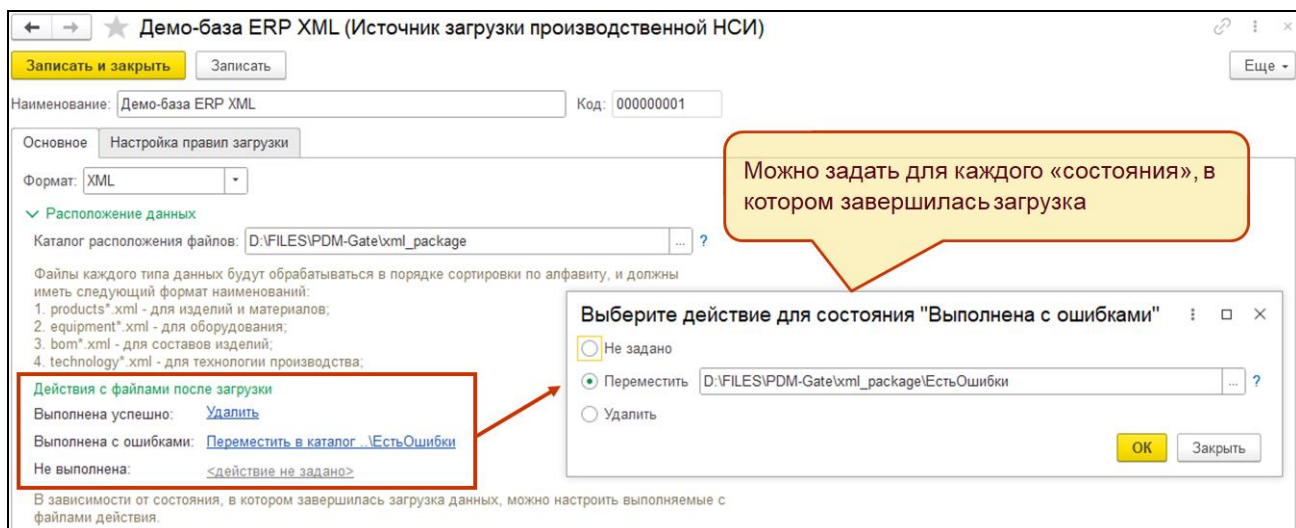 Демо-база ERP XML (Источник загрузки производственной НСИ)
Записать и закрыть Записать Еще
Наименование: Демо-база ERP XML Код: 000000001
Основное Настройка правил загрузки
Формат: XML
Расположение данных
Каталог расположения файлов: D:\FILES\PDM-Gate\xml_package ... ?
Файлы каждого типа данных будут обрабатываться в порядке сортировки по алфавиту, и должны
иметь следующий формат наименований:
1. products*.xml - для изделий и материалов;
2. equipment*.xml - для оборудования;
3. bom*.xml - для составов изделий;
4. technology*.xml - для технологии производства;
Действия с файлами после загрузки
Выполнена успешно: Удалить
Выполнена с ошибками: Переместить в каталог ..\ЕстьОшибки
Не выполнена: <действие не задано>
В зависимости от состояния, в котором завершилась загрузка данных, можно настроить выполняемые с
файлами действия.
Можно задать для каждого «состояния», в
котором завершилась загрузка
Выберите действие для состояния "Выполнена с ошибками"
Не задано
Переместить D:\FILES\PDM-Gate\xml_package\ЕстьОшибки ... ?
Удалить
ОК Закрыть